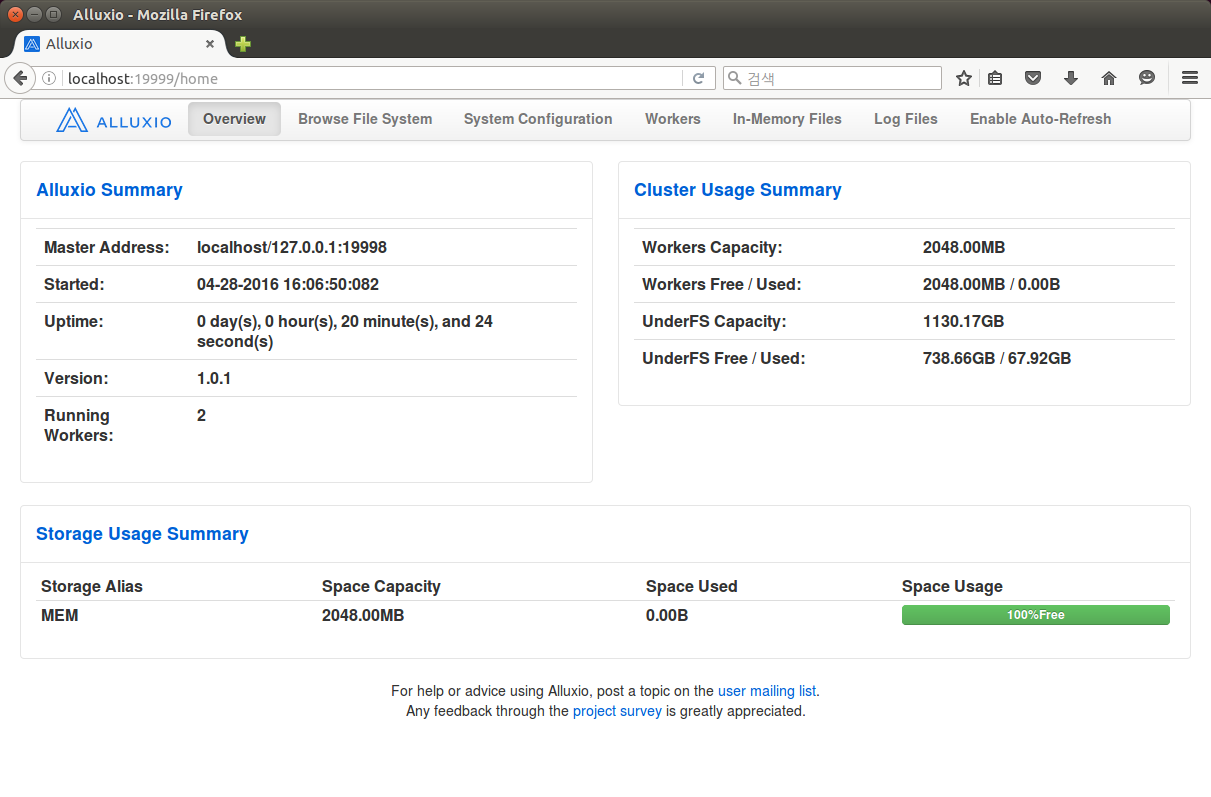 Alluxio - Mozilla Firefox
Alluxio
localhost:19999/home
검색
ALLUXIO Overview Browse File System System Configuration Workers In-Memory Files Log Files Enable Auto-Refresh
Alluxio Summary
Master Address: localhost/127.0.0.1:19998
Started: 04-28-2016 16:06:50:082
Uptime: 0 day(s), 0 hour(s), 20 minute(s), and 24
second(s)
Version: 1.0.1
Running 2
Workers:
Cluster Usage Summary
Workers Capacity: 2048.00MB
Workers Free / Used: 2048.00MB / 0.00B
UnderFS Capacity: 1130.17GB
UnderFS Free / Used: 738.66GB / 67.92GB
Storage Usage Summary
Storage Alias Space Capacity Space Used Space Usage
MEM 2048.00MB 0.00B 100%Free
For help or advice using Alluxio, post a topic on the user mailing list.
Any feedback through the project survey is greatly appreciated.